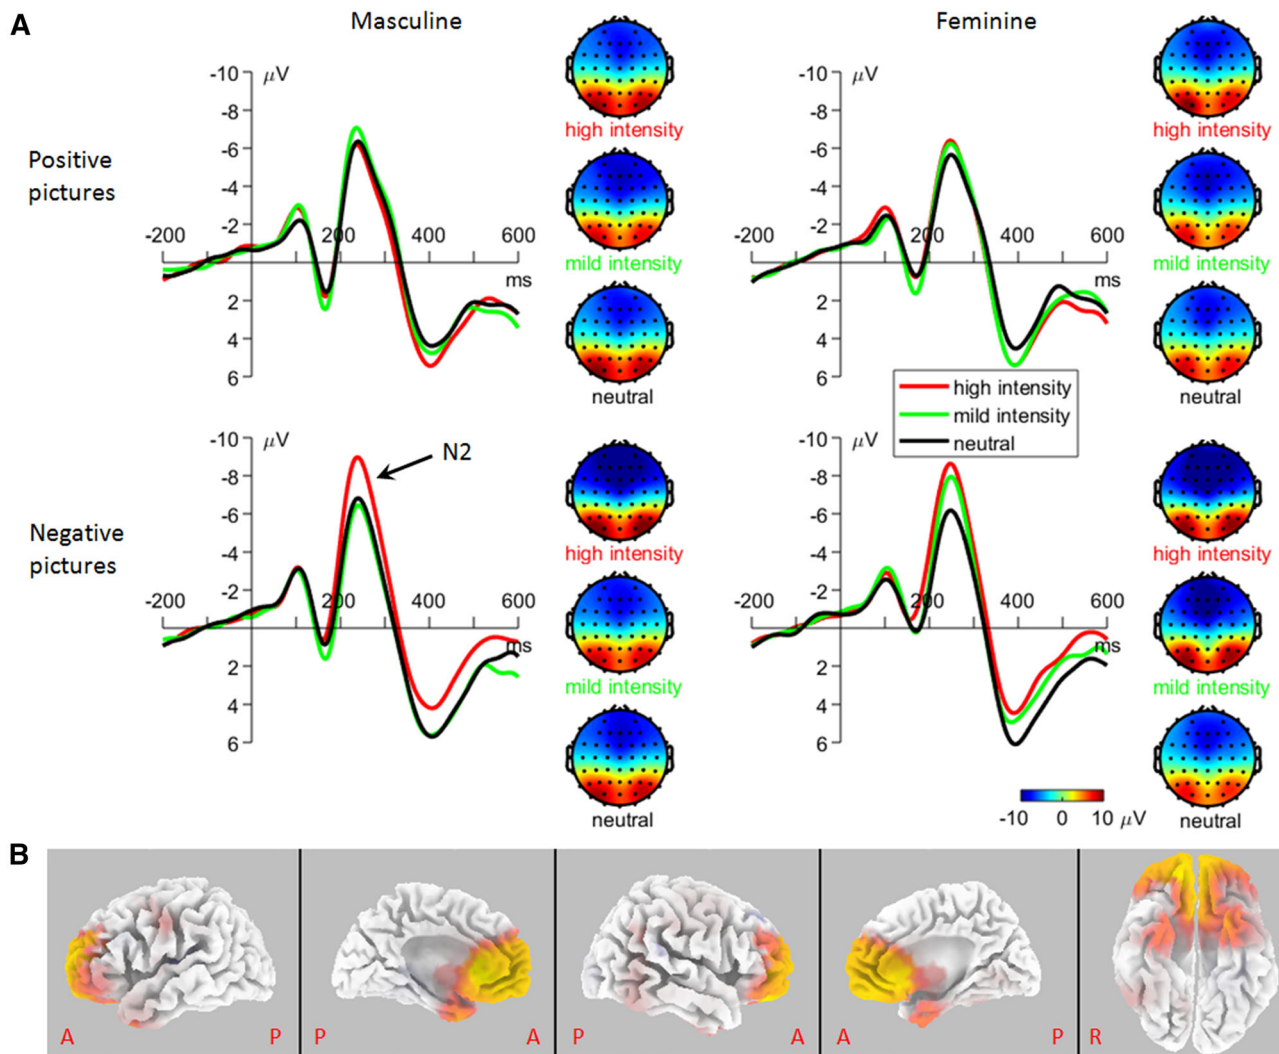 A
Masculine
Feminine
Positive
pictures
-10
-8
-6
-4
-2
2
4
6
µV
-200
200
400
600
ms
high intensity
mild intensity
neutral
-10
-8
-6
-4
-2
2
4
6
µV
-200
200
400
600
ms
high intensity
mild intensity
neutral
high intensity
mild intensity
neutral
Negative
pictures
-10
-8
-6
-4
-2
2
4
6
µV
N2
-200
200
400
600
ms
high intensity
mild intensity
neutral
-10
-8
-6
-4
-2
2
4
6
µV
-200
200
400
600
ms
high intensity
mild intensity
neutral
-10 0 10 µV
B
A P
P A
P A
A P
R